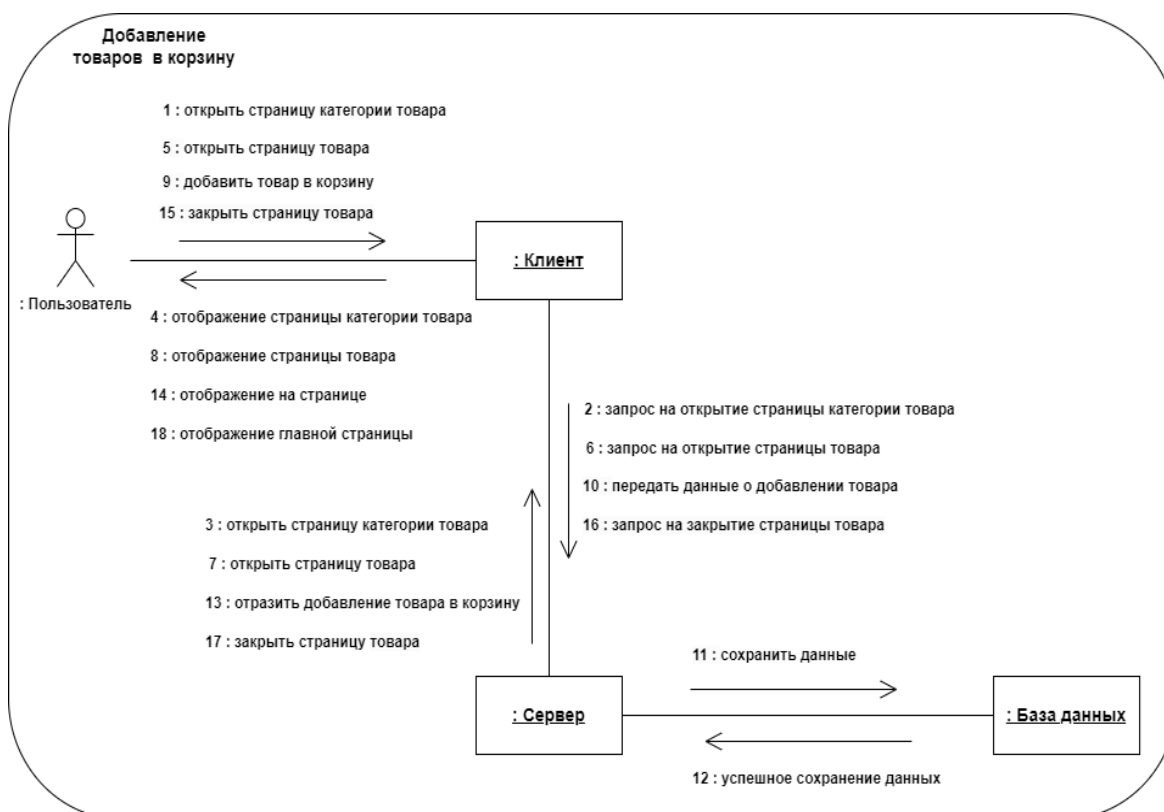 Добавление
товаров в корзину
1 : открыть страницу категории товара
5 : открыть страницу товара
9 : добавить товар в корзину
15 : закрыть страницу товара
: Клиент
: Пользователь
4 : отображение страницы категории товара
8 : отображение страницы товара
14 : отображение на странице
18 : отображение главной страницы
2 : запрос на открытие страницы категории товара
6 : запрос на открытие страницы товара
10 : передать данные о добавлении товара
16 : запрос на закрытие страницы товара
3 : открыть страницу категории товара
7 : открыть страницу товара
13 : отразить добавление товара в корзину
17 : закрыть страницу товара
11 : сохранить данные
: Сервер
: База данных
12 : успешное сохранение данных